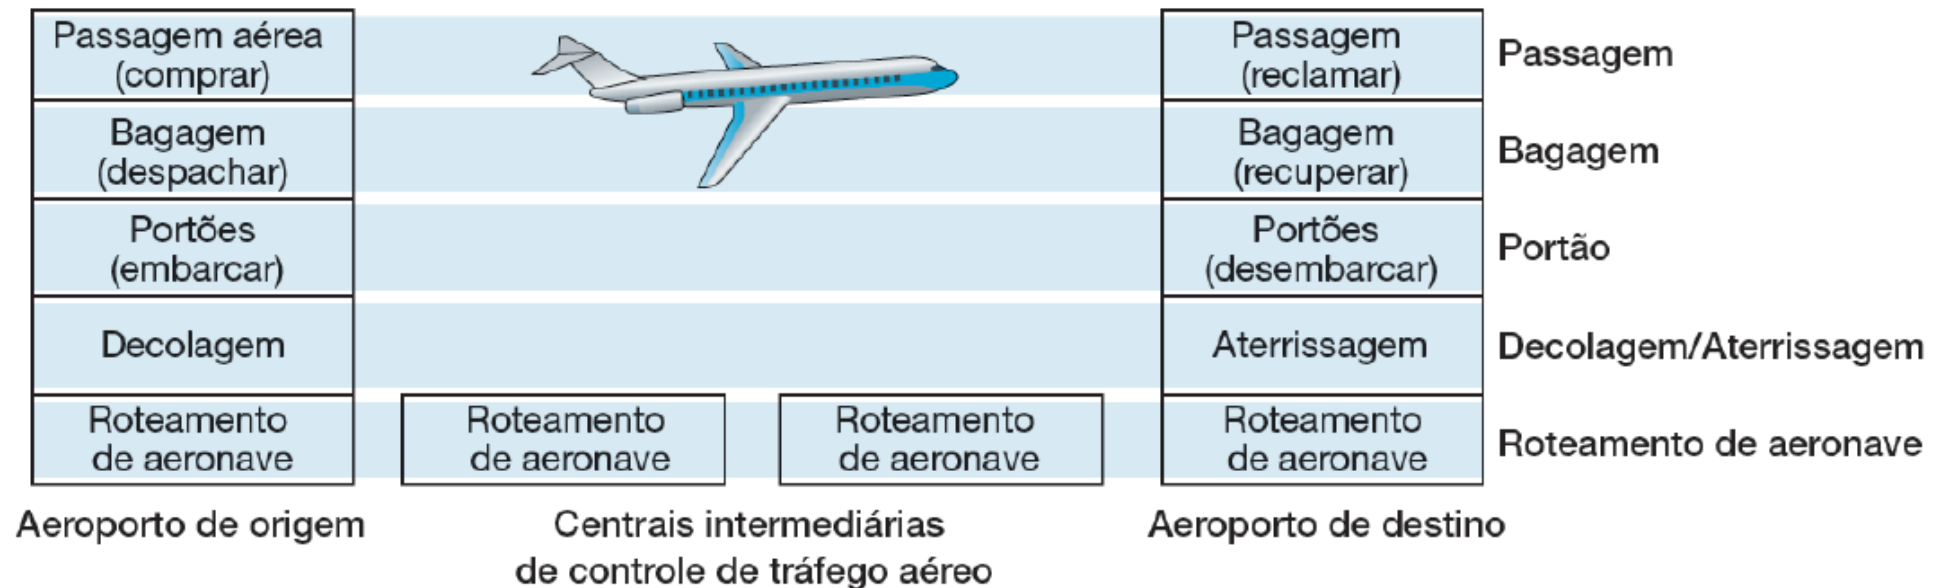 Passagem aérea
(comprar)
Passagem
(reclamar)
Passagem
Bagagem
(despachar)
Bagagem
(recuperar)
Bagagem
Portões
(embarcar)
Portões
(desembarcar)
Portão
Decolagem
Aterrissagem
Decolagem/Aterrissagem
Roteamento
de aeronave
Roteamento
de aeronave
Roteamento
de aeronave
Roteamento
de aeronave
Roteamento de aeronave
Aeroporto de origem
Centrais intermediárias
de controle de tráfego aéreo
Aeroporto de destino